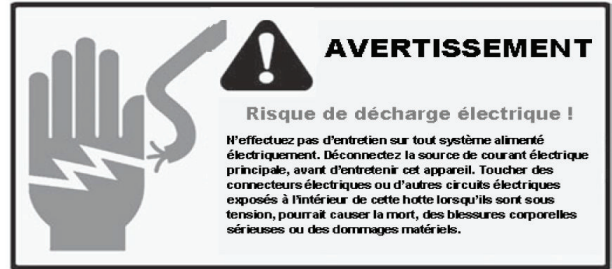 AVERTISSEMENT
Risque de décharge électrique !
N'effectuez pas d'entretien sur tout système alimenté
électriquement. Déconnectez la source de courant électrique
principale, avant d'entretenir cet appareil. Toucher des
connecteurs électriques ou d'autres circuits électriques
exposés à l'intérieur de cette hotte lorsqu'ils sont sous
tension, pourrait causer la mort, des blessures corporelles
sérieuses ou des dommages matériels.